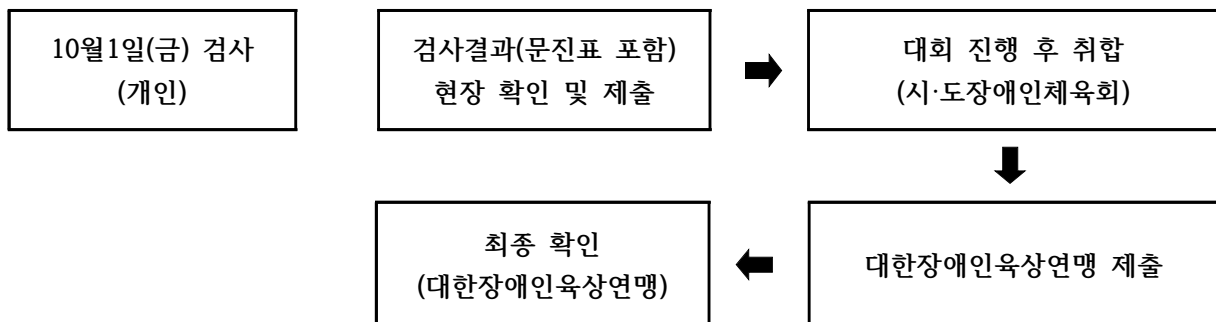 10월1일(금) 검사
(개인)
검사결과(문진표 포함)
현장 확인 및 제출
대회 진행 후 취합
(시·도장애인체육회)
대한장애인육상연맹 제출
최종 확인
(대한장애인육상연맹)